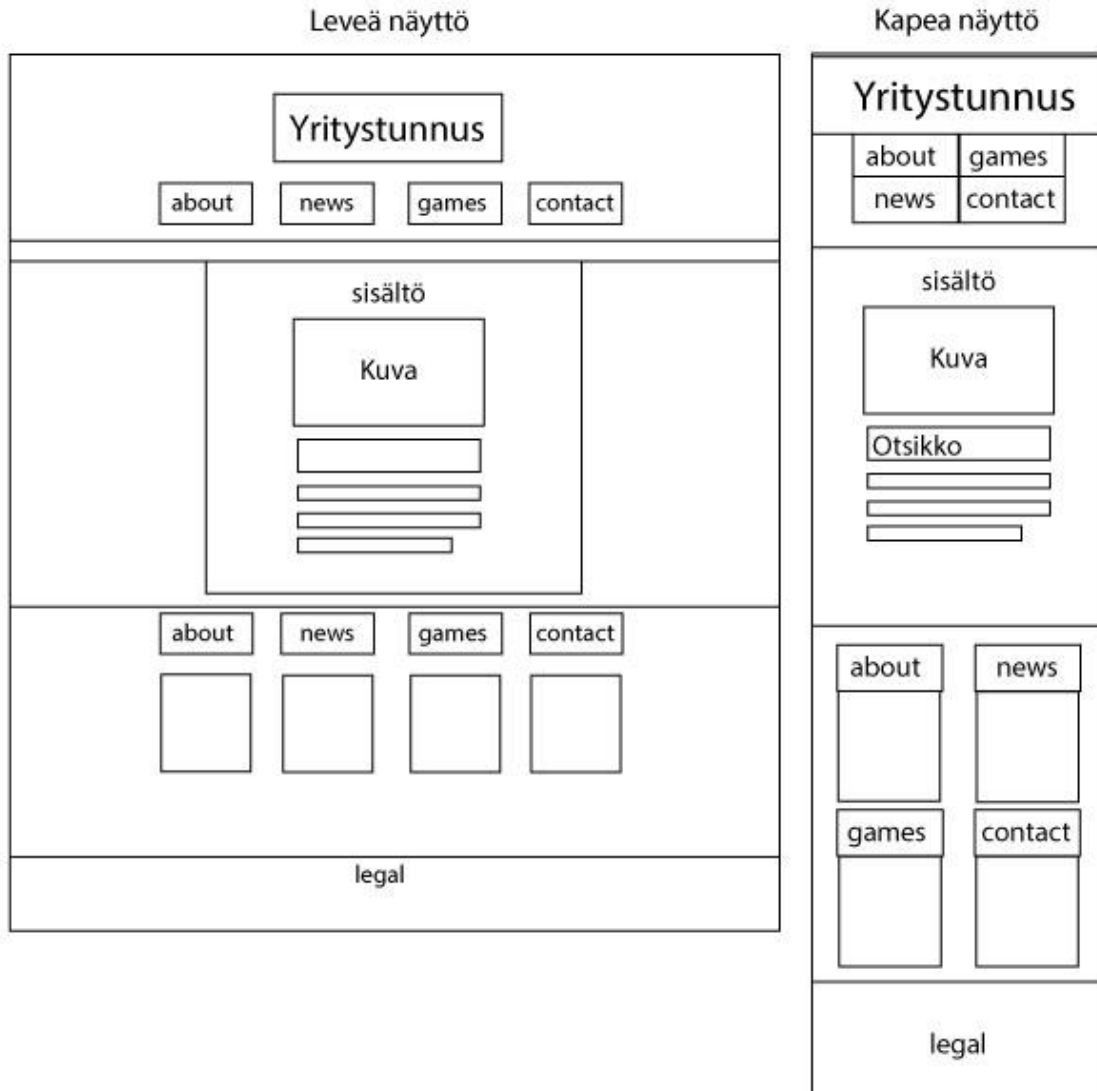 Leveä näyttö
Yritystunnus
about news games contact
sisältö
Kuva
about news games contact
legal
Kapea näyttö
Yritystunnus
about games
news contact
sisältö
Kuva
Otsikko
about news
games contact
legal